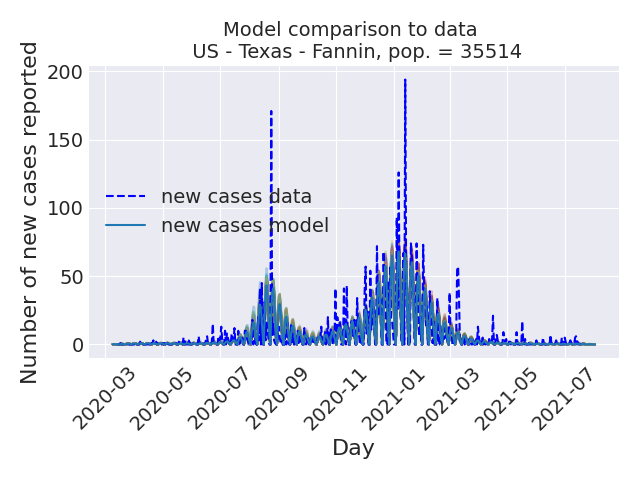 Model comparison to data
US - Texas - Fannin, pop. = 35514
Number of new cases reported
200
150
100
50
0
new cases data
new cases model
2020-03
2020-05
2020-07
2020-09
2020-11
2021-01
2021-03
2021-05
2021-07
Day